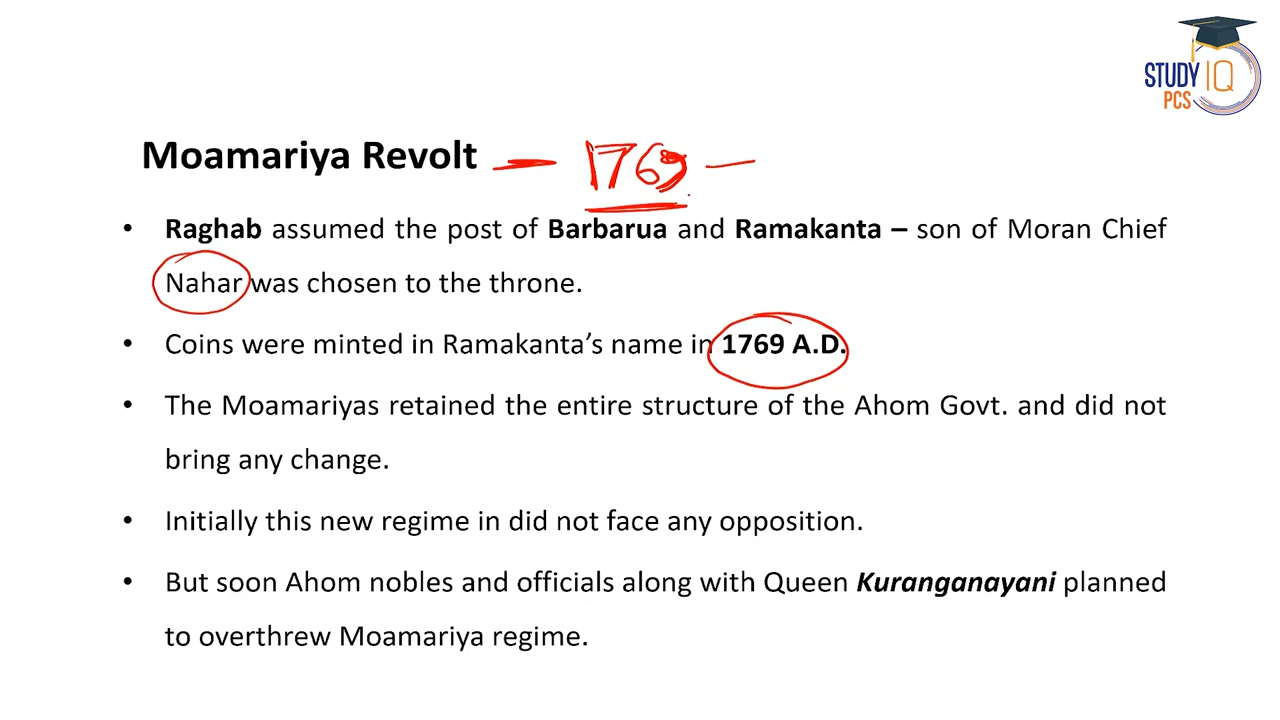 STUDY IQ
PCS
Moamariya Revolt — 1769 —
• Raghab assumed the post of Barbarua and Ramakanta – son of Moran Chief
Nahar was chosen to the throne.
• Coins were minted in Ramakanta’s name in 1769 A.D.
• The Moamariyas retained the entire structure of the Ahom Govt. and did not
bring any change.
• Initially this new regime in did not face any opposition.
• But soon Ahom nobles and officials along with Queen Kuranganayani planned
to overthrew Moamariya regime.